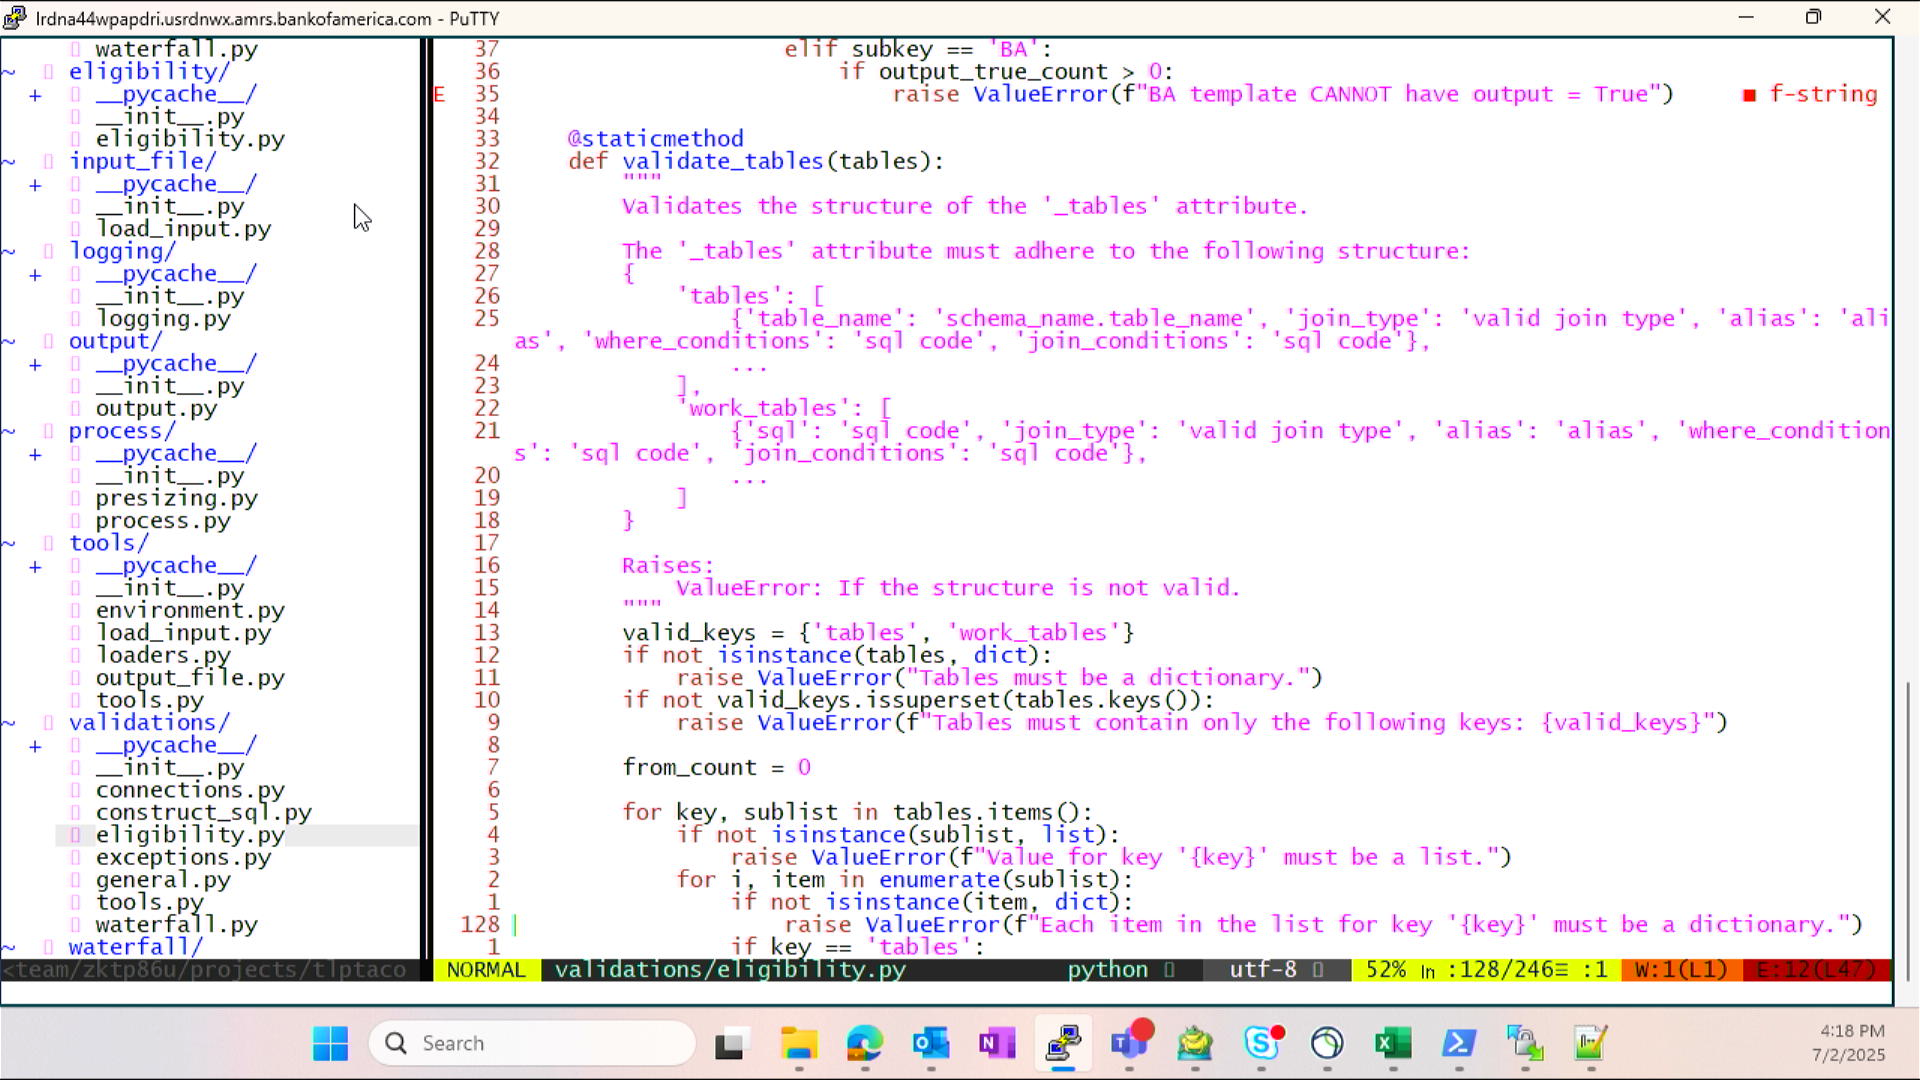 lrdna44wpapdri.usrdnwx.amrs.bankofamerica.com - PuTTY
waterfall.py
~ eligibility/
+ __pycache__/
__init__.py
eligibility.py
~ input_file/
+ __pycache__/
__init__.py
load_input.py
~ logging/
+ __pycache__/
__init__.py
logging.py
~ output/
+ __pycache__/
__init__.py
output.py
~ process/
+ __pycache__/
__init__.py
presizing.py
process.py
~ tools/
+ __pycache__/
__init__.py
environment.py
load_input.py
loaders.py
output_file.py
tools.py
~ validations/
+ __pycache__/
__init__.py
connections.py
construct_sql.py
eligibility.py
exceptions.py
general.py
tools.py
waterfall.py
~ waterfall/
<team/zktp86u/projects/tlptaco
37 elif subkey == 'BA':
36 if output_true_count > 0:
E 35 raise ValueError(f"BA template CANNOT have output = True") ■ f-string
34
33 @staticmethod
32 def validate_tables(tables):
31 """
30 Validates the structure of the '_tables' attribute.
29
28 The '_tables' attribute must adhere to the following structure:
27 {
26 'tables': [
25 {'table_name': 'schema_name.table_name', 'join_type': 'valid join type', 'alias': 'ali
as', 'where_conditions': 'sql code', 'join_conditions': 'sql code'},
24 ...
23 ],
22 'work_tables': [
21 {'sql': 'sql code', 'join_type': 'valid join type', 'alias': 'alias', 'where_condition
s': 'sql code', 'join_conditions': 'sql code'},
20 ...
19 ]
18 }
17
16 Raises:
15 ValueError: If the structure is not valid.
14 """
13 valid_keys = {'tables', 'work_tables'}
12 if not isinstance(tables, dict):
11 raise ValueError("Tables must be a dictionary.")
10 if not valid_keys.issuperset(tables.keys()):
9 raise ValueError(f"Tables must contain only the following keys: {valid_keys}")
8
7 from_count = 0
6
5 for key, sublist in tables.items():
4 if not isinstance(sublist, list):
3 raise ValueError(f"Value for key '{key}' must be a list.")
2 for i, item in enumerate(sublist):
1 if not isinstance(item, dict):
128 raise ValueError(f"Each item in the list for key '{key}' must be a dictionary.")
1 if key == 'tables':
NORMAL validations/eligibility.py python utf-8 52% ln :128/246≡ :1 W:1(L1) E:12(L47)
Search
4:18 PM
7/2/2025